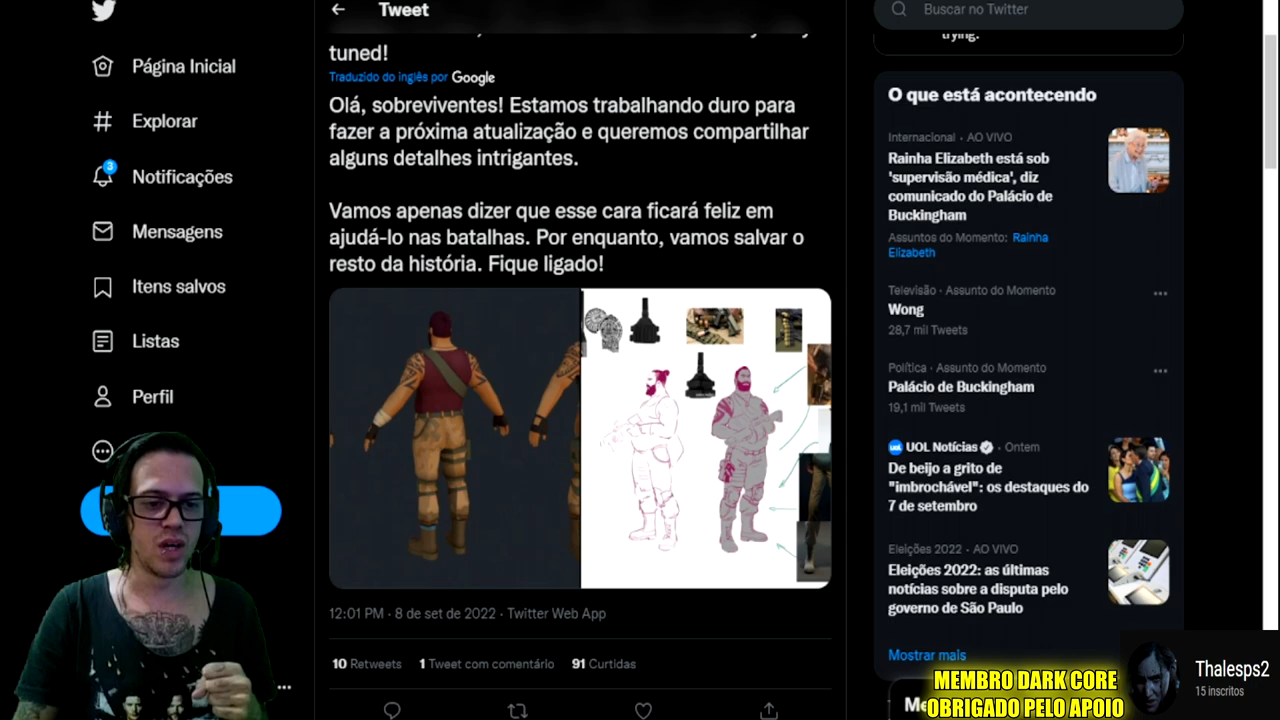 Tweet
Buscar no Twitter
trying.
Página Inicial
Explorar
3
Notificações
Mensagens
Itens salvos
Listas
Perfil
tuned!
Traduzido do inglês por Google
Olá, sobreviventes! Estamos trabalhando duro para
fazer a próxima atualização e queremos compartilhar
alguns detalhes intrigantes.
Vamos apenas dizer que esse cara ficará feliz em
ajudá-lo nas batalhas. Por enquanto, vamos salvar o
resto da história. Fique ligado!
12:01 PM · 8 de set de 2022 · Twitter Web App
10 Retweets 1 Tweet com comentário 91 Curtidas
O que está acontecendo
Internacional · AO VIVO
Rainha Elizabeth está sob
'supervisão médica', diz
comunicado do Palácio de
Buckingham
Assuntos do Momento: Rainha
Elizabeth
Televisão · Assunto do Momento
Wong
28,7 mil Tweets
Política · Assunto do Momento
Palácio de Buckingham
19,1 mil Tweets
UOL UOL Notícias · Ontem
De beijo a grito de
"imbrochável": os destaques do
7 de setembro
Eleições 2022 · AO VIVO
Eleições 2022: as últimas
notícias sobre a disputa pelo
governo de São Paulo
Mostrar mais
Me
MEMBRO DARK CORE
OBRIGADO PELO APOIO
Thalesps2
15 inscritos